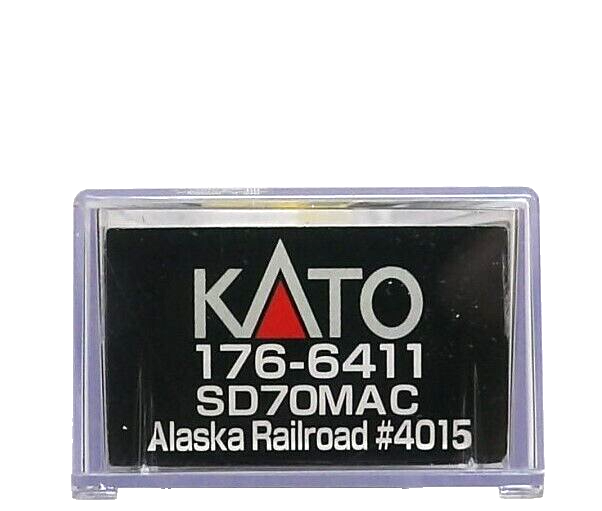 KATO
176-6411
SD70MAC
Alaska Railroad #4015